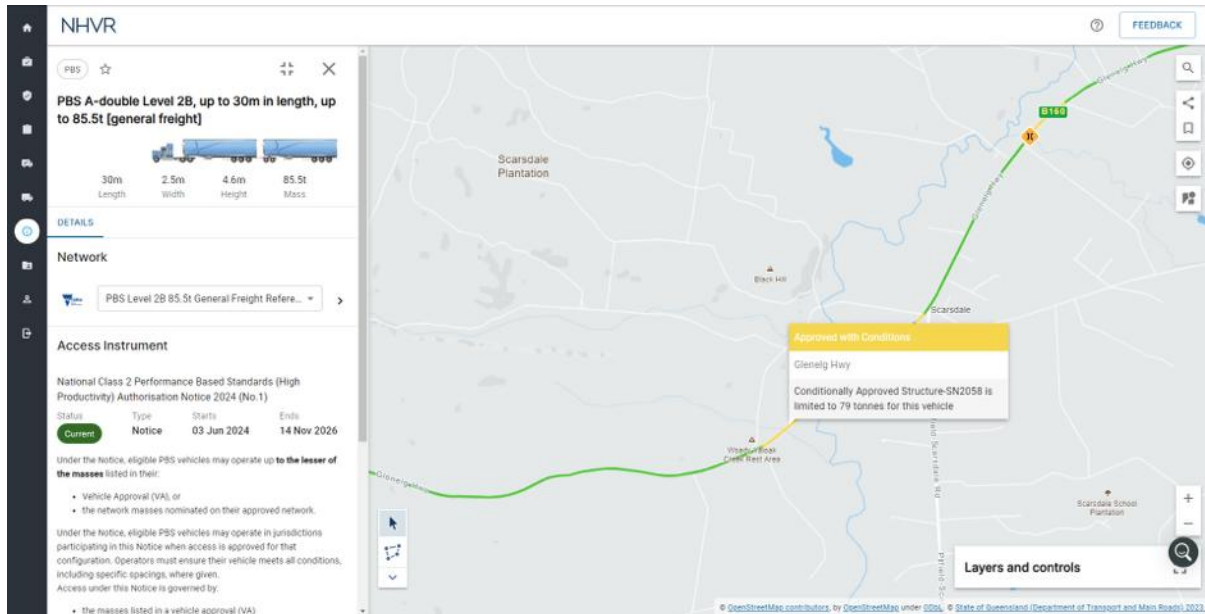 NHVR
FEEDBACK
PBS
PBS A-double Level 2B, up to 30m in length, up
to 85.5t [general freight]
30m 2.5m 4.6m 85.5t
Length Width Height Mass
DETAILS
Network
PBS Level 2B 85.5t General Freight Refere...
Access Instrument
National Class 2 Performance Based Standards (High
Productivity) Authorisation Notice 2024 (No.1)
Status Type Starts Ends
Current Notice 03 Jun 2024 14 Nov 2026
Under the Notice, eligible PBS vehicles may operate up to the lesser of
the masses listed in their:
• Vehicle Approval (VA), or
• the network masses nominated on their approved network.
Under the Notice, eligible PBS vehicles may operate in jurisdictions
participating in this Notice when access is approved for that
configuration. Operators must ensure their vehicle meets all conditions,
including specific spacings, where given.
Access under this Notice is governed by:
• the masses listed in a vehicle approval (VA)
Glenelg Hwy
B160
Scarsdale
Plantation
Glenelg Hwy
Black Hill
Scarsdale
Approved with Conditions
Glenelg Hwy
Conditionally Approved Structure-SN2058 is
limited to 79 tonnes for this vehicle
Creek Rest Area
Glenelg Hwy
Pitfield-Scarsdale Rd
Scarsdale School
Plantation
Layers and controls
© OpenStreetMap contributors, by OpenStreetMap under ODbL, © State of Queensland (Department of Transport and Main Roads) 2023